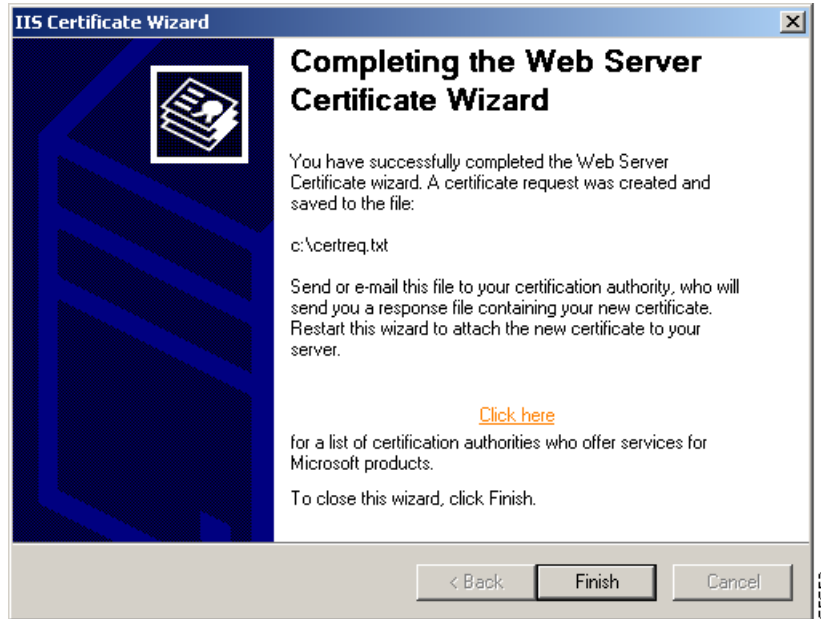 IIS Certificate Wizard
Completing the Web Server
Certificate Wizard
You have successfully completed the Web Server
Certificate wizard. A certificate request was created and
saved to the file:
c:\certreq.txt
Send or e-mail this file to your certification authority, who will
send you a response file containing your new certificate.
Restart this wizard to attach the new certificate to your
server.
Click here
for a list of certification authorities who offer services for
Microsoft products.
To close this wizard, click Finish.
< Back
Finish
Cancel